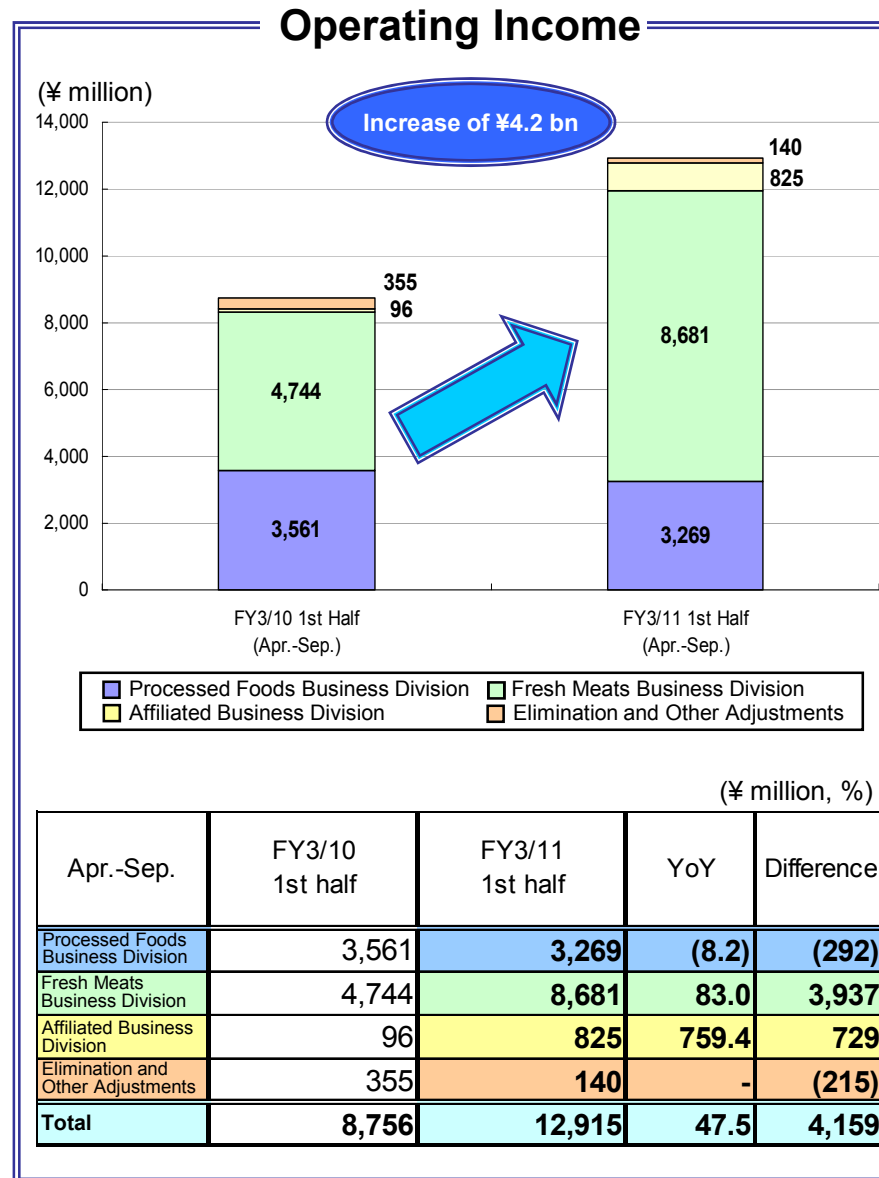 Operating Income
(¥ million)
Increase of ¥4.2 bn
14,000
12,000
10,000
8,000
6,000
4,000
2,000
0
355
96
4,744
3,561
140
825
8,681
3,269
FY3/10 1st Half
(Apr.-Sep.)
FY3/11 1st Half
(Apr.-Sep.)
Processed Foods Business Division Fresh Meats Business Division
Affiliated Business Division Elimination and Other Adjustments
(¥ million, %)
Apr.-Sep. FY3/10 1st half FY3/11 1st half YoY Difference
Processed Foods Business Division 3,561 3,269 (8.2) (292)
Fresh Meats Business Division 4,744 8,681 83.0 3,937
Affiliated Business Division 96 825 759.4 729
Elimination and Other Adjustments 355 140 - (215)
Total 8,756 12,915 47.5 4,159